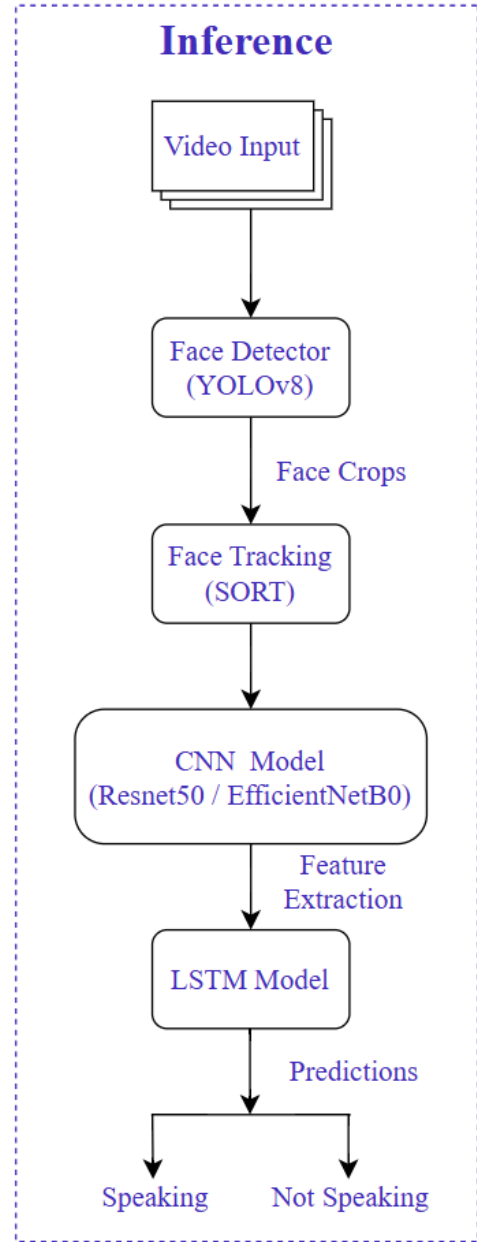 Inference
Video Input
Face Detector
(YOLOv8)
Face Crops
Face Tracking
(SORT)
CNN Model
(Resnet50 / EfficientNetB0)
Feature
Extraction
LSTM Model
Predictions
Speaking
Not Speaking